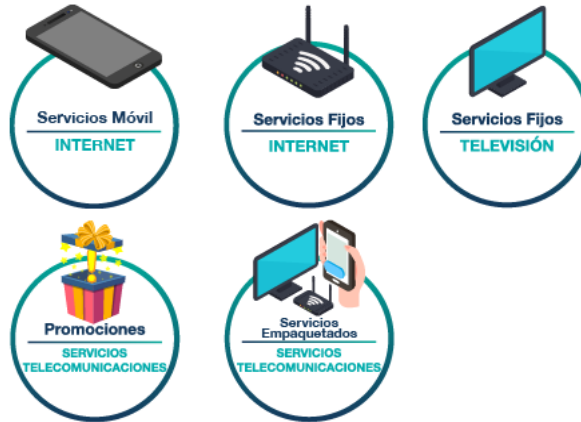 Servicios Móvil
INTERNET
Servicios Fijos
INTERNET
Servicios Fijos
TELEVISIÓN
Promociones
SERVICIOS
TELECOMUNICACIONES
Servicios
Empaquetados
SERVICIOS
TELECOMUNICACIONES